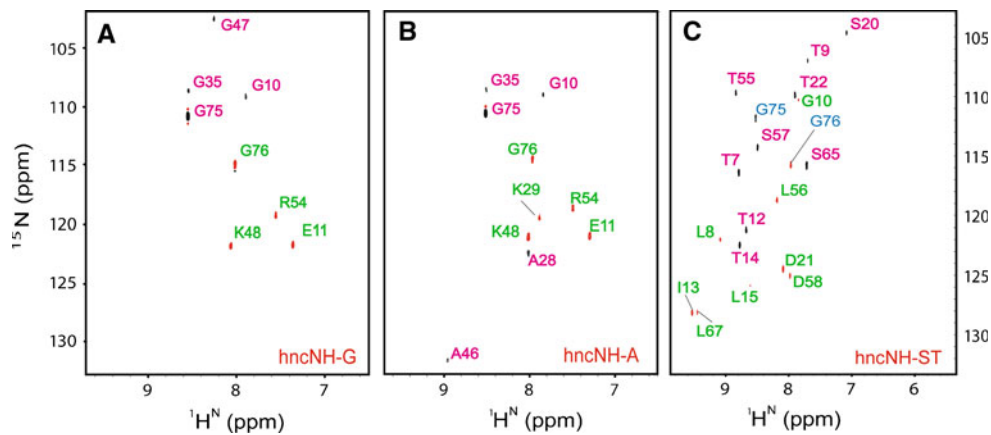 A
G47
G35
G10
G75
G76
R54
K48
E11
hncNH-G
105
110
115
120
125
130
¹⁵N (ppm)
9 8 7
¹Hᴺ (ppm)
B
G35
G10
G75
G76
K29
R54
K48
E11
A28
A46
hncNH-A
9 8 7
¹Hᴺ (ppm)
C
S20
T9
T55
T22
G10
G75
G76
S57
T7
S65
L56
T12
L8
T14
D21
D58
I13
L15
L67
hncNH-ST
105
110
115
120
125
130
9 8 7 6
¹Hᴺ (ppm)